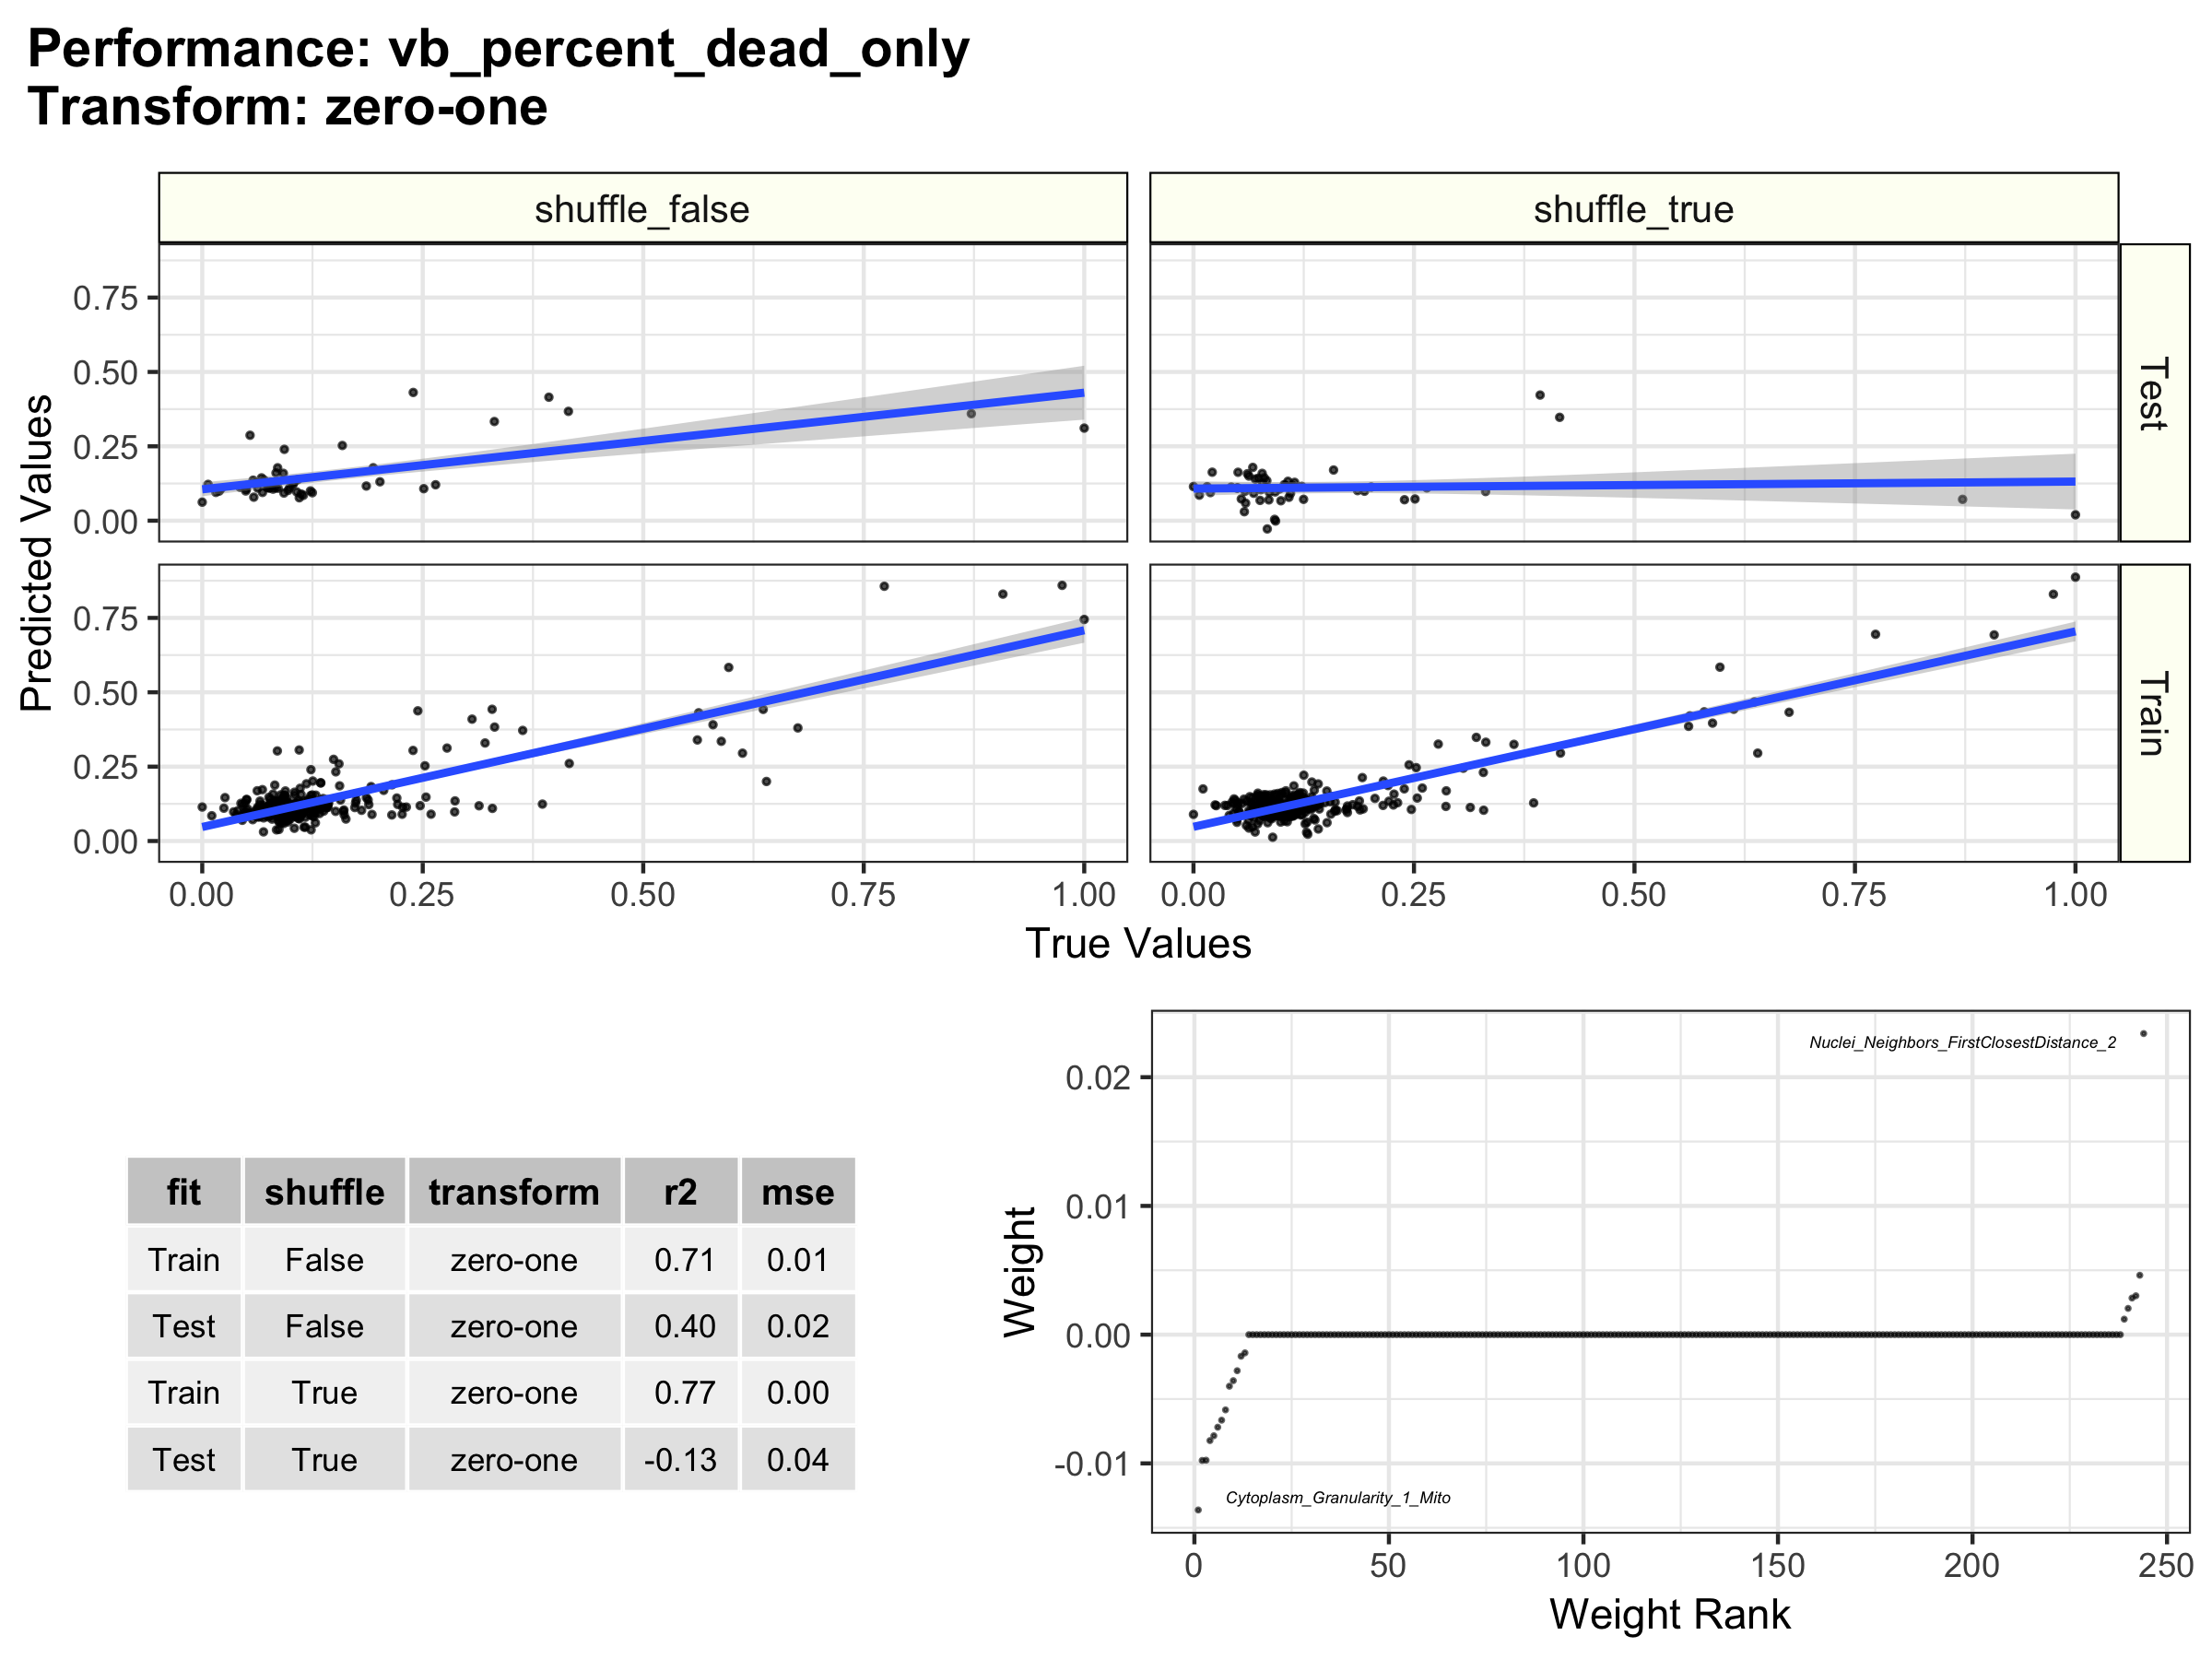 Performance: vb_percent_dead_only
Transform: zero-one
shuffle_false
shuffle_true
Predicted Values
0.75
0.50
0.25
0.00
Test
0.75
0.50
0.25
0.00
Train
0.00 0.25 0.50 0.75 1.00
0.00 0.25 0.50 0.75 1.00
True Values
fit shuffle transform r2 mse
Train False zero-one 0.71 0.01
Test False zero-one 0.40 0.02
Train True zero-one 0.77 0.00
Test True zero-one -0.13 0.04
Weight
0.02
0.01
0.00
-0.01
Nuclei_Neighbors_FirstClosestDistance_2
Cytoplasm_Granularity_1_Mito
0 50 100 150 200 250
Weight Rank